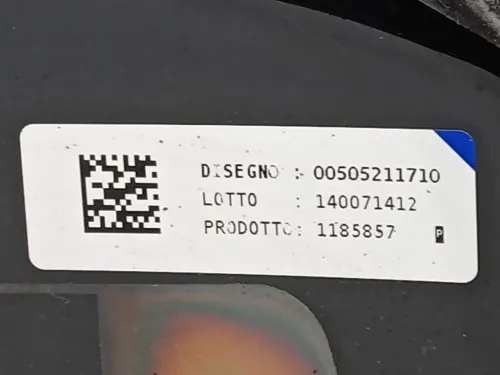 DISEGNO : 00505211710
LOTTO : 140071412
PRODOTTO: 1185857 P